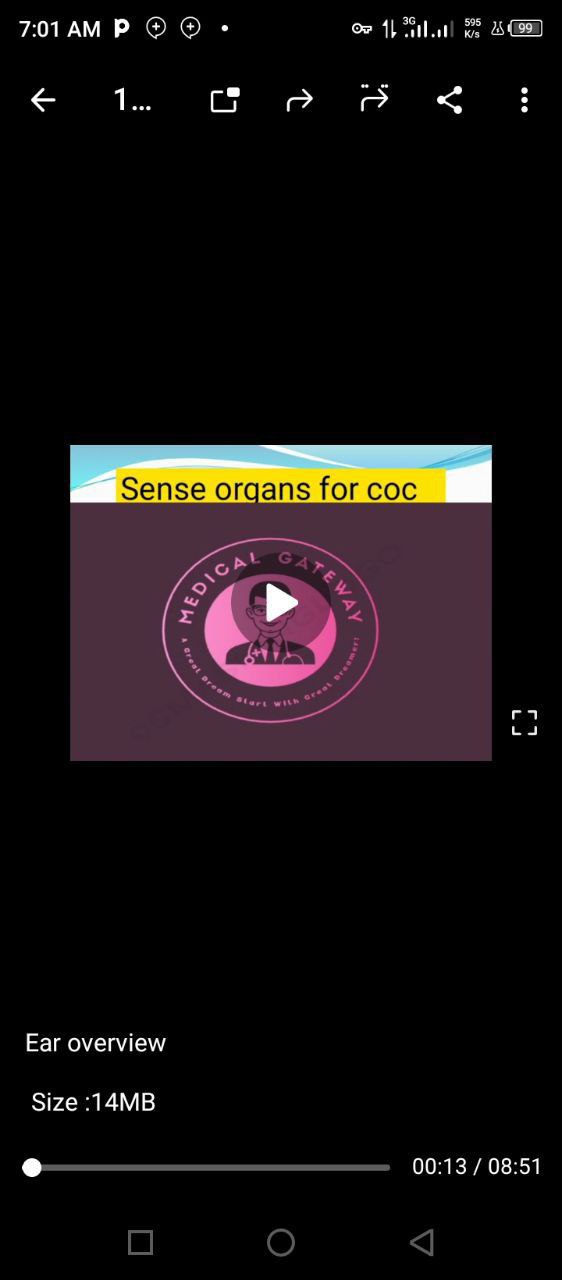 7:01 AM
3G
595 K/s
99
1...
Sense organs for coc
MEDICAL GATEWAY
A Great Dream Start With Great Dreamer!
Ear overview
Size :14MB
00:13 / 08:51